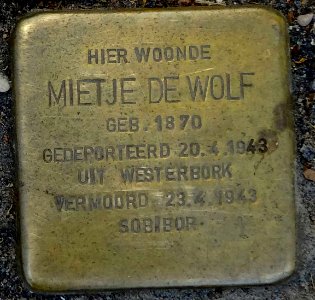 HIER WOONDE
MIETJE DE WOLF
GEB. 1870
GEDEPORTEERD 20.4.1943
UIT WESTERBORK
VERMOORD 23.4.1943
SOBIBOR